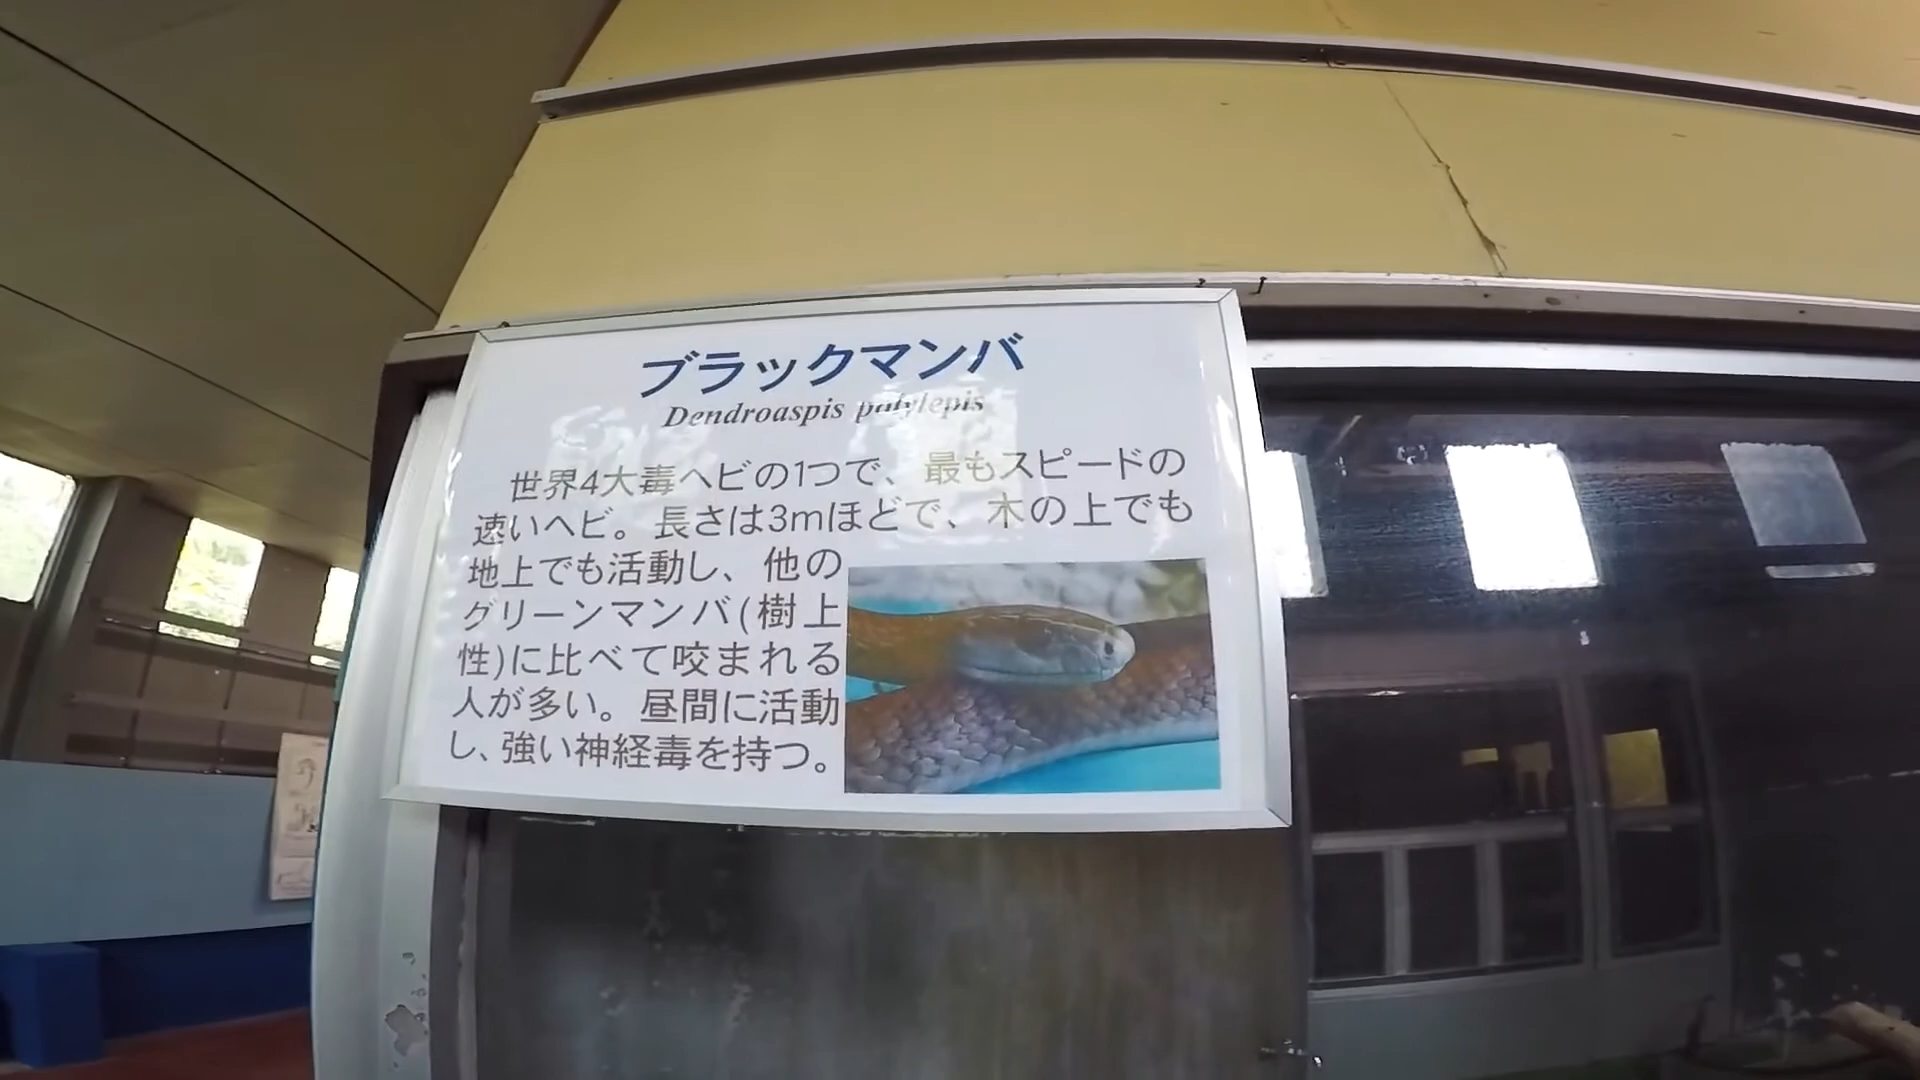 ブラックマンバ
Dendroaspis polylepis
世界4大毒ヘビの1つで、最もスピードの
速いヘビ。長さは3mほどで、木の上でも
地上でも活動し、他の
グリーンマンバ(樹上
性)に比べて咬まれる
人が多い。昼間に活動
し、強い神経毒を持つ。